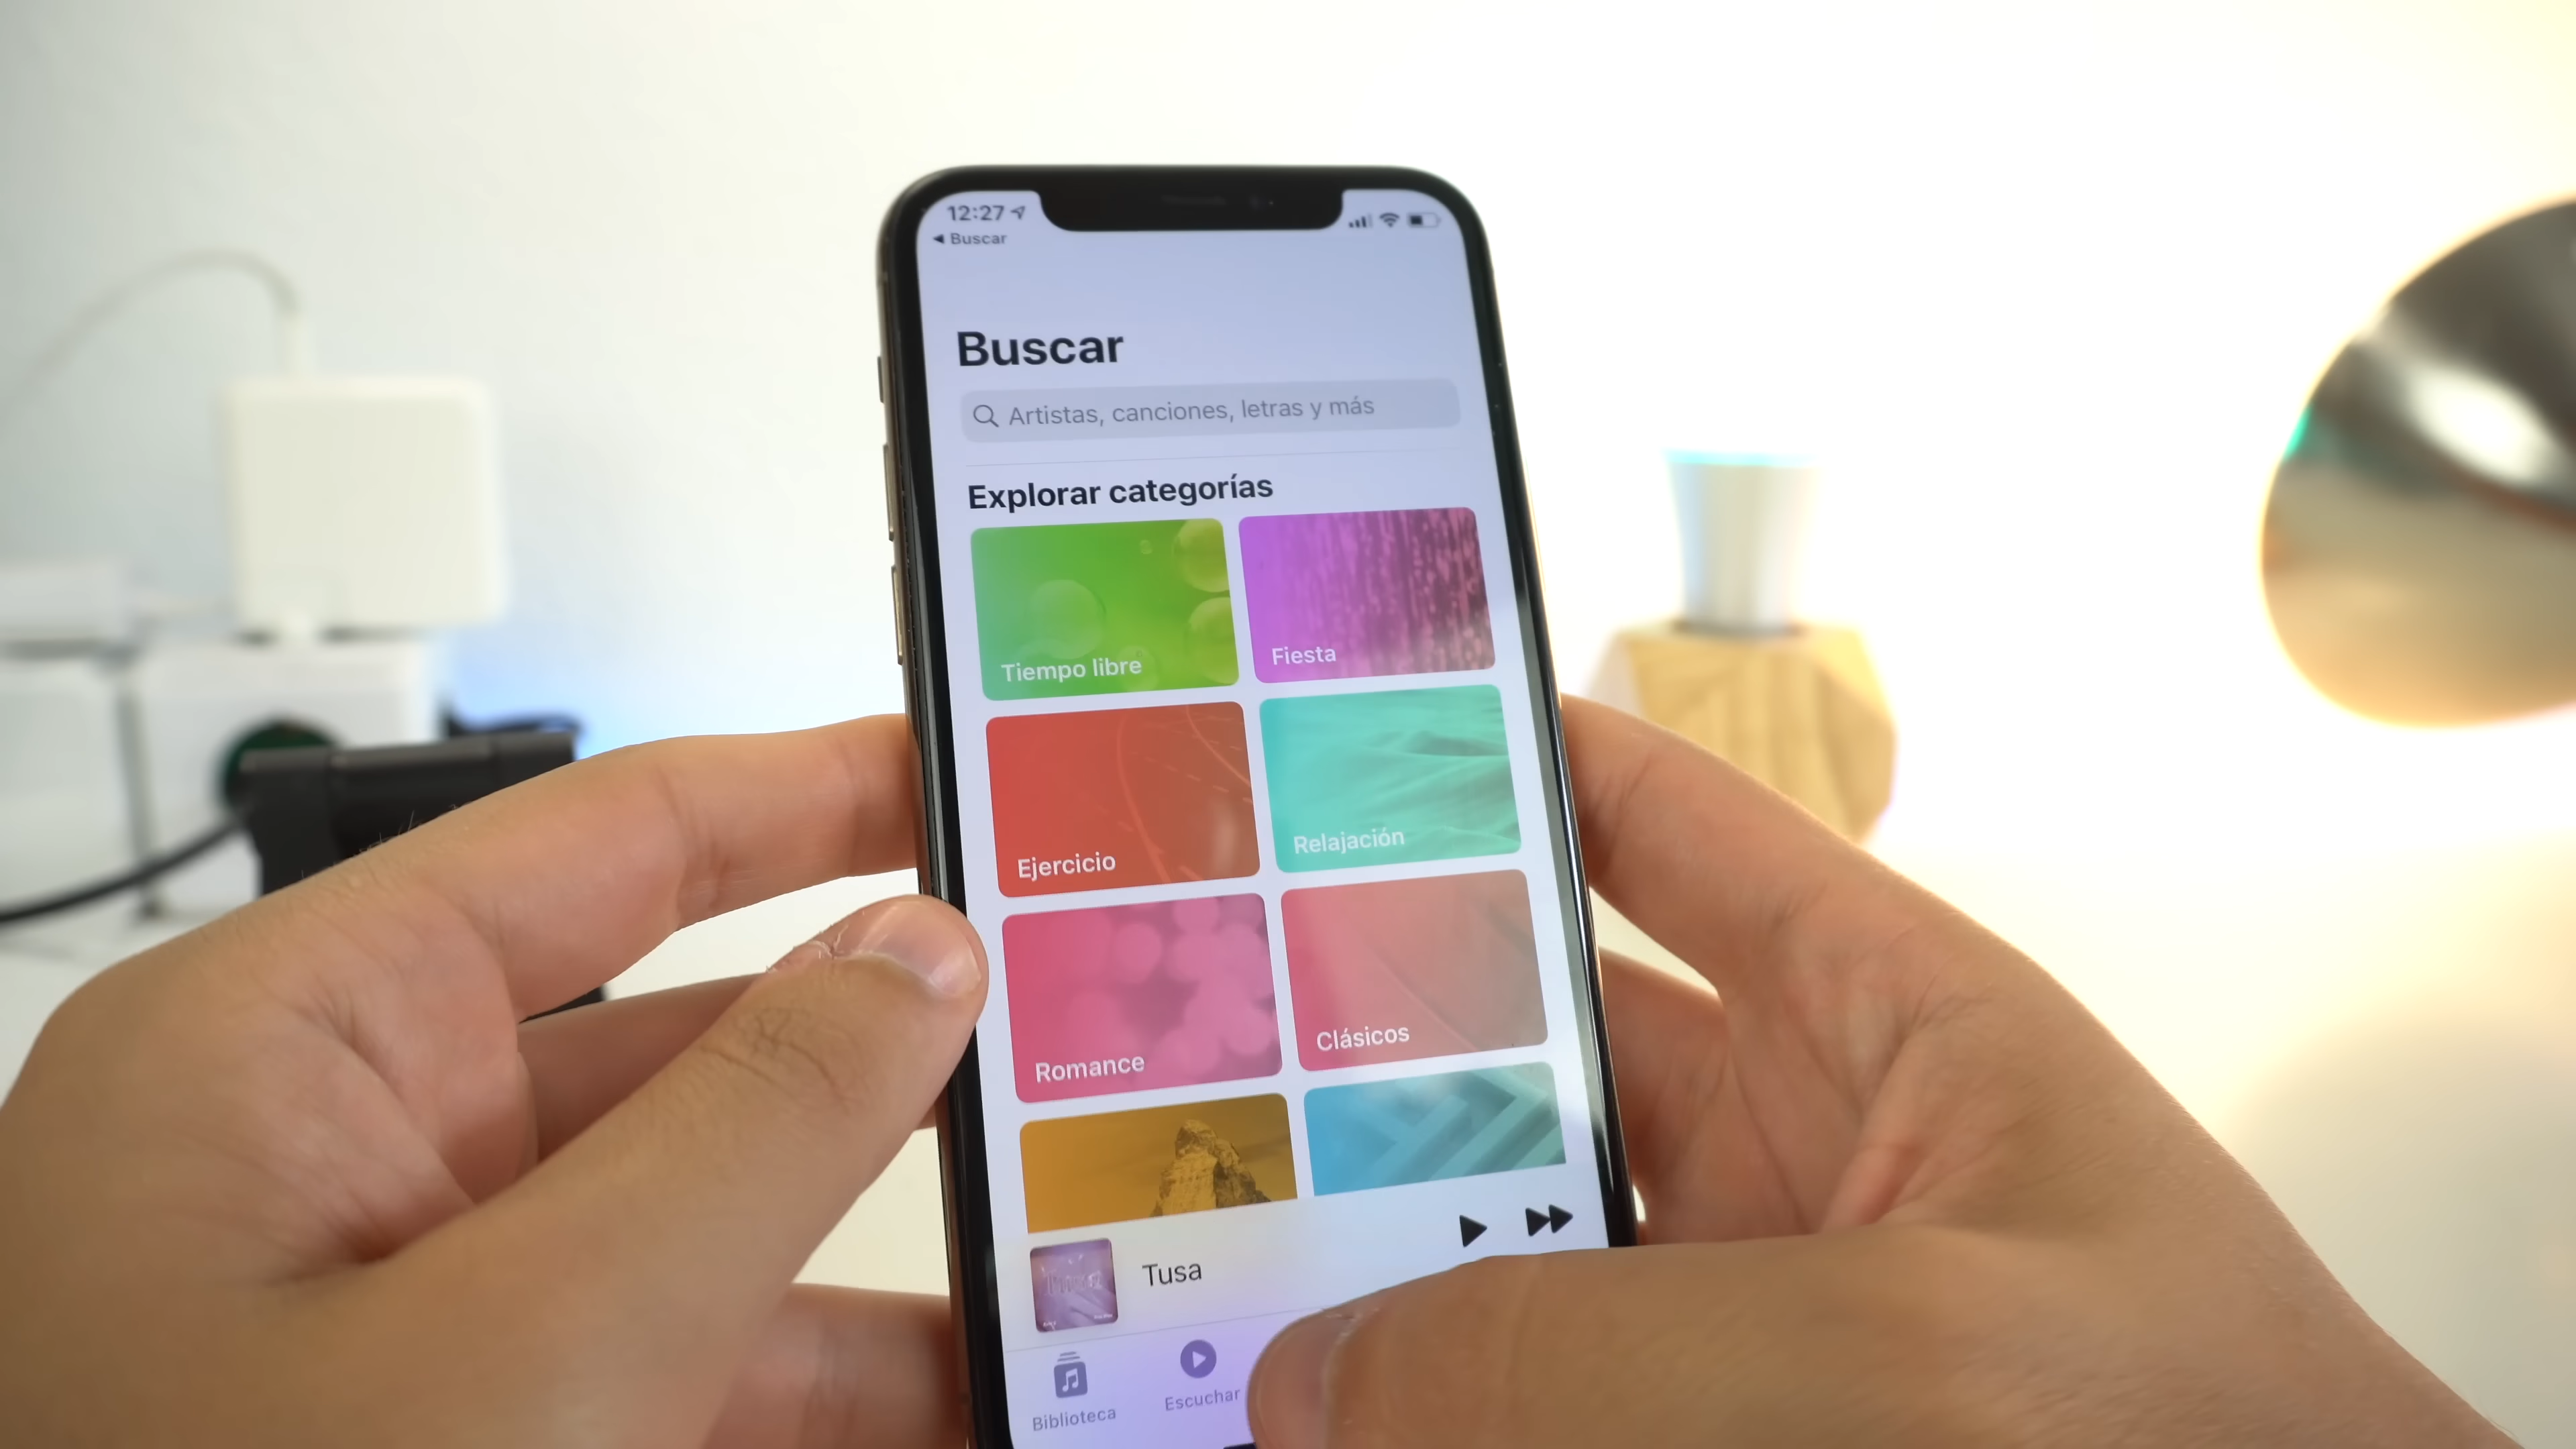 12:27
Buscar
Buscar
Artistas, canciones, letras y más
Explorar categorías
Tiempo libre
Fiesta
Ejercicio
Relajación
Romance
Clásicos
Tusa
Biblioteca
Escuchar